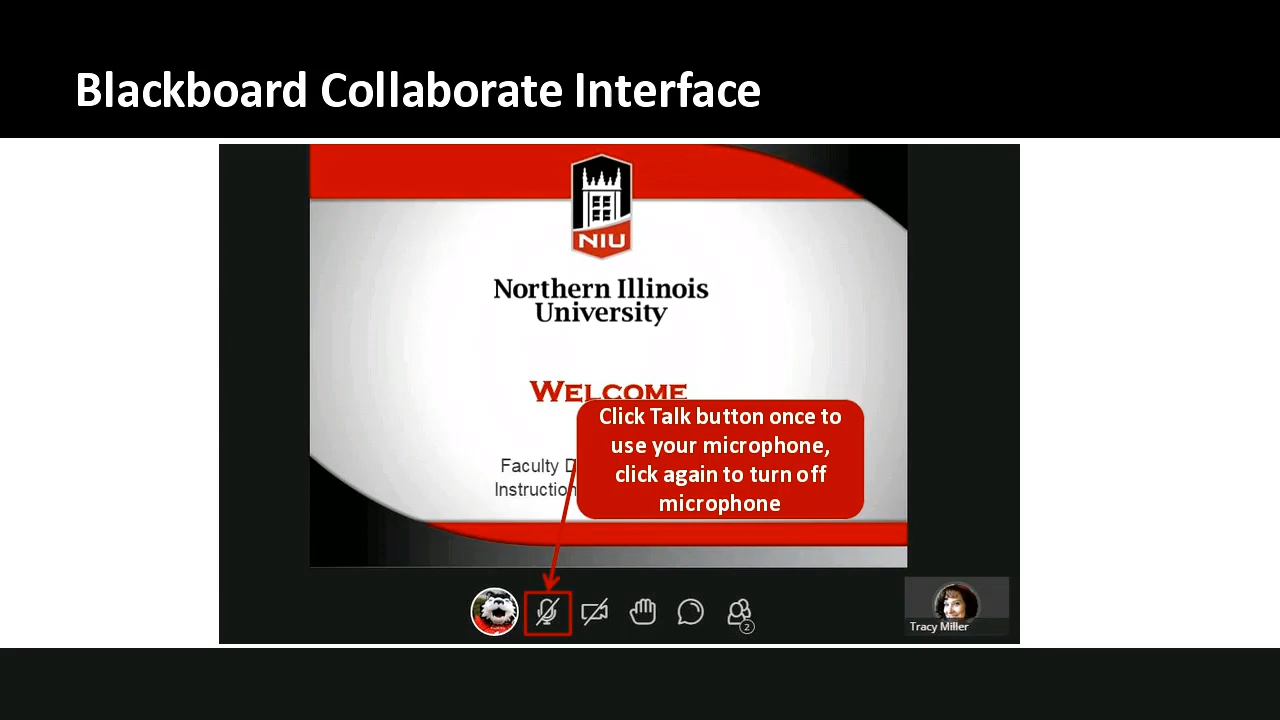 Blackboard Collaborate Interface
NIU
Northern Illinois
University
WELCOME
Click Talk button once to
use your microphone,
click again to turn off
microphone
Faculty D
Instruction
2
Tracy Miller